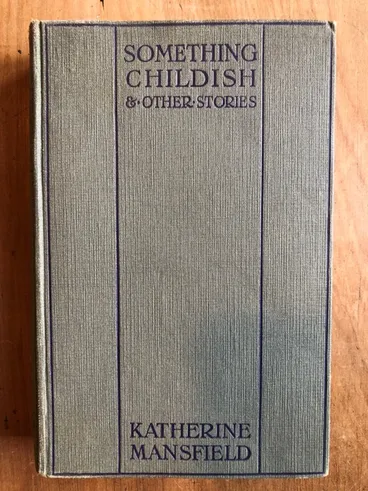 SOMETHING
CHILDISH
&·OTHER·STORIES
KATHERINE
MANSFIELD